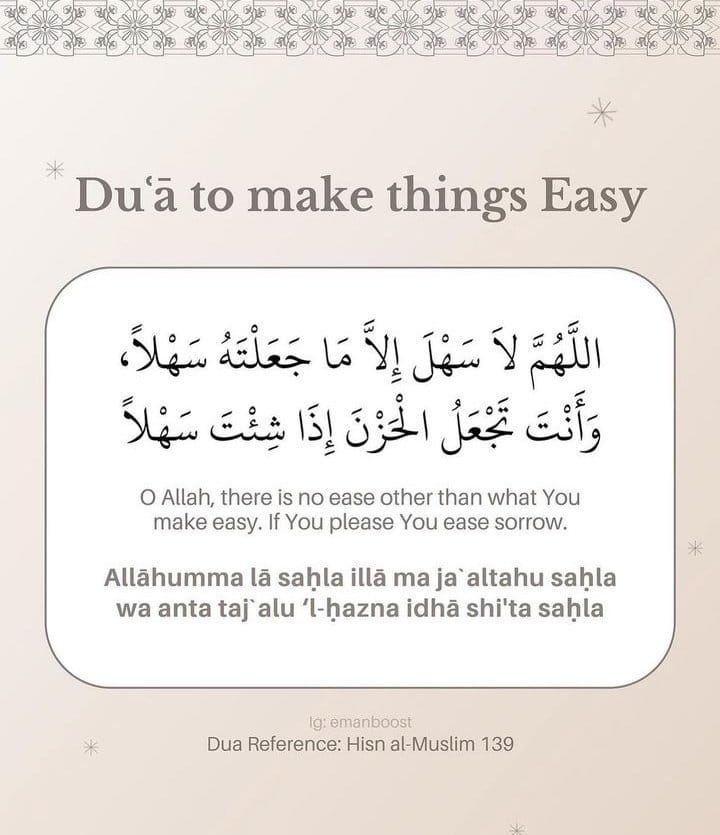 Duʿā to make things Easy
اللَّهُمَّ لاَ سَهْلَ إِلاَّ مَا جَعَلْتَهُ سَهْلاً،
وَأَنْتَ تَجْعَلُ الْحَزْنَ إِذَا شِئْتَ سَهْلاً
O Allah, there is no ease other than what You
make easy. If You please You ease sorrow.
Allāhumma lā saḥla illā ma ja`altahu saḥla
wa anta taj`alu ‘l-ḥazna idhā shi'ta saḥla
Ig: emanboost
Dua Reference: Hisn al-Muslim 139